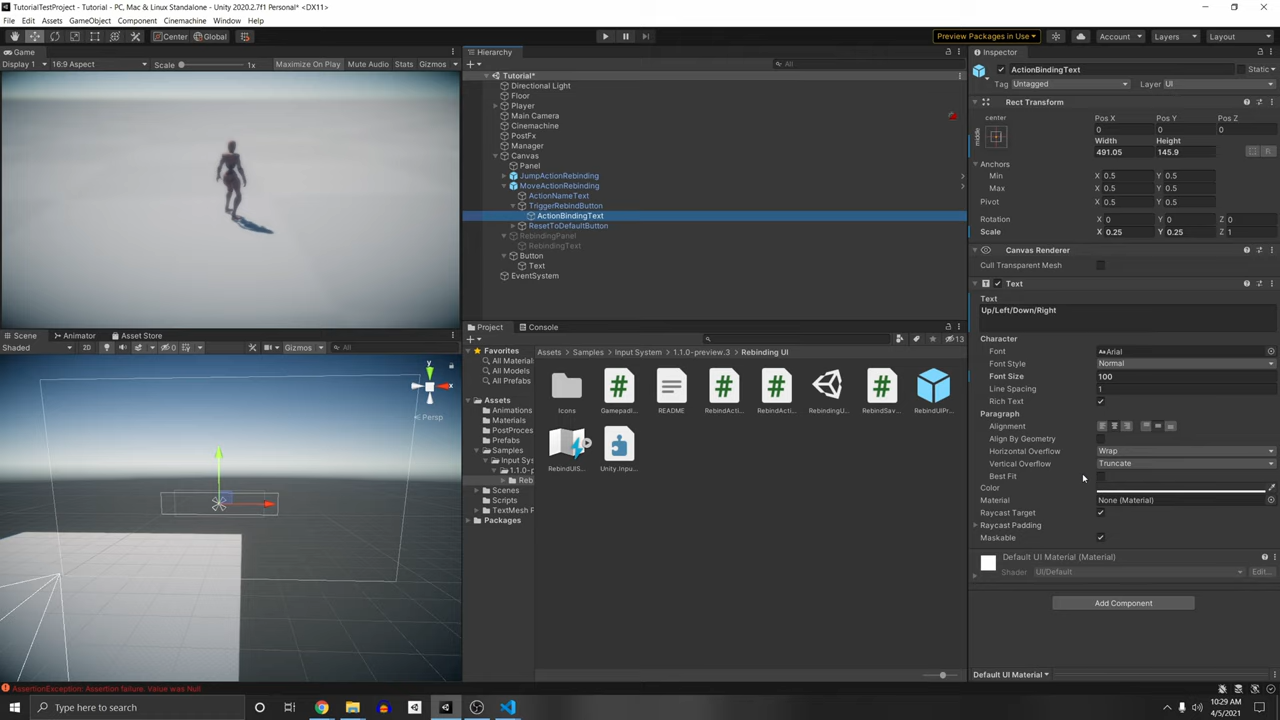 TutorialTestProject - Tutorial - PC, Mac & Linux Standalone - Unity 2020.2.7f1 Personal* <DX11>
File Edit Assets GameObject Component Cinemachine Window Help
Center Global Preview Packages in Use Account Layers Layout
Game
Display 1 16:9 Aspect Scale 1x Maximize On Play Mute Audio Stats Gizmos
Hierarchy
All
Tutorial*
Directional Light
Floor
Player
Main Camera
Cinemachine
PostFx
Manager
Canvas
Panel
JumpActionRebinding
MoveActionRebinding
ActionNameText
TriggerRebindButton
ActionBindingText
ResetToDefaultButton
RebindingPanel
RebindingText
Button
Text
EventSystem
Scene Animator Asset Store
Shaded 2D 0 Gizmos All
Persp
Project Console
13
Favorites
All Material
All Models
All Prefabs
Assets
Animations
Materials
PostProces
Prefabs
Samples
Input Sy
1.1.0-p
Reb
Scenes
Scripts
TextMesh P
Packages
Assets > Samples > Input System > 1.1.0-preview.3 > Rebinding UI
Icons Gamepad... README RebindActi... RebindActi... RebindingU... RebindSav... RebindUIPr...
RebindUIS... Unity.Inpu...
Inspector
ActionBindingText Static
Tag Untagged Layer UI
Rect Transform
center
middle
Pos X Pos Y Pos Z
0 0 0
Width Height
491.05 145.9
R
Anchors
Min X 0.5 Y 0.5
Max X 0.5 Y 0.5
Pivot X 0.5 Y 0.5
Rotation X 0 Y 0 Z 0
Scale X 0.25 Y 0.25 Z 1
Canvas Renderer
Cull Transparent Mesh
Text
Text
Up/Left/Down/Right
Character
Font Arial
Font Style Normal
Font Size 100
Line Spacing 1
Rich Text
Paragraph
Alignment
Align By Geometry
Horizontal Overflow Wrap
Vertical Overflow Truncate
Best Fit
Color
Material None (Material)
Raycast Target
Raycast Padding
Maskable
Default UI Material (Material)
Shader UI/Default Edit...
Add Component
Default UI Material
AssertionException: Assertion failure. Value was Null
Type here to search
10:29 AM
4/5/2021